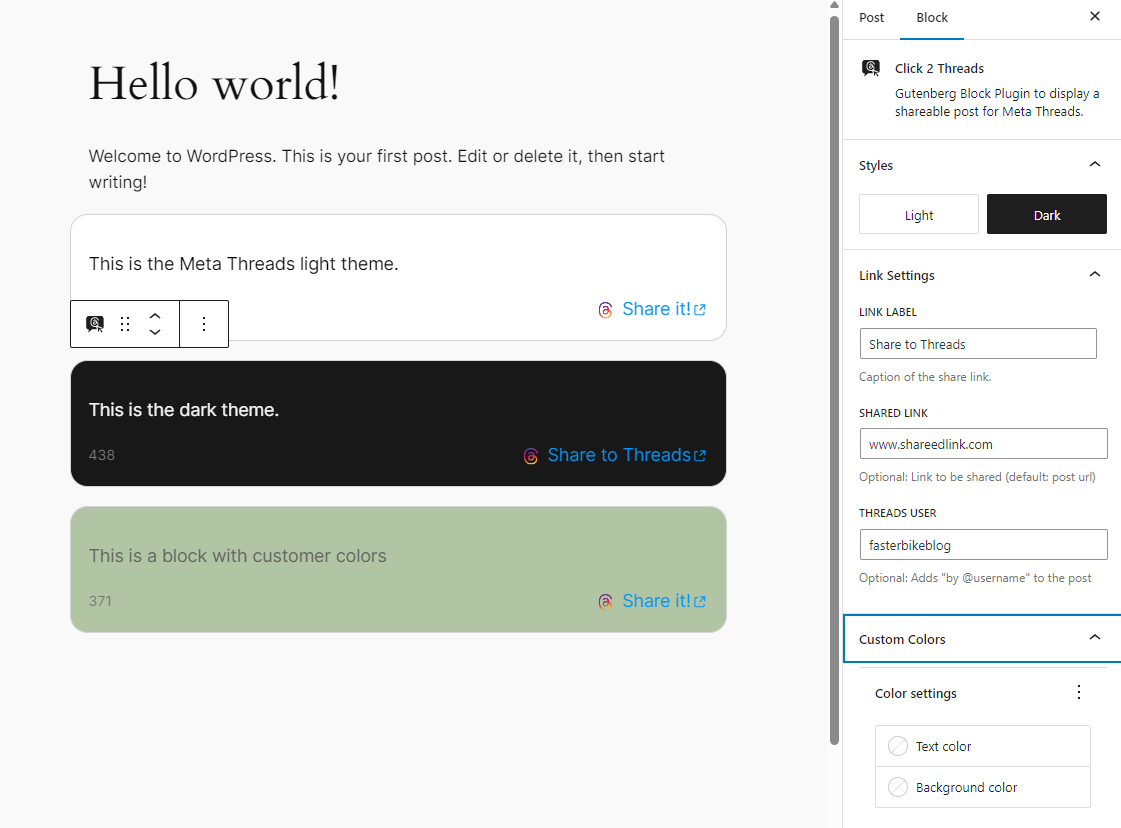 Hello world!
Welcome to WordPress. This is your first post. Edit or delete it, then start
writing!
This is the Meta Threads light theme.
Share it!
This is the dark theme.
438
Share to Threads
This is a block with customer colors
371
Share it!
Post
Block
Click 2 Threads
Gutenberg Block Plugin to display a
shareable post for Meta Threads.
Styles
Light
Dark
Link Settings
LINK LABEL
Share to Threads
Caption of the share link.
SHARED LINK
www.shareedlink.com
Optional: Link to be shared (default: post url)
THREADS USER
fasterbikeblog
Optional: Adds "by @username" to the post
Custom Colors
Color settings
Text color
Background color